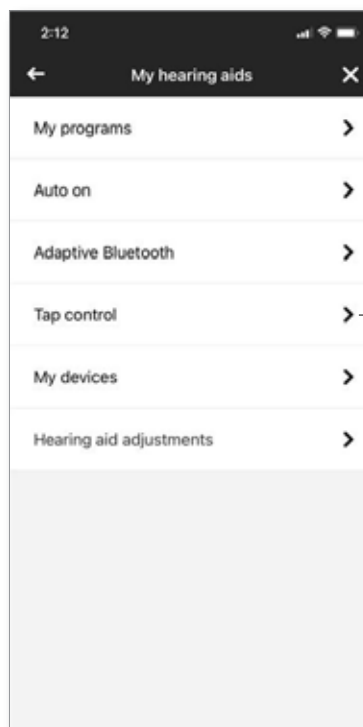 2:12
My hearing aids
My programs
Auto on
Adaptive Bluetooth
Tap control
My devices
Hearing aid adjustments